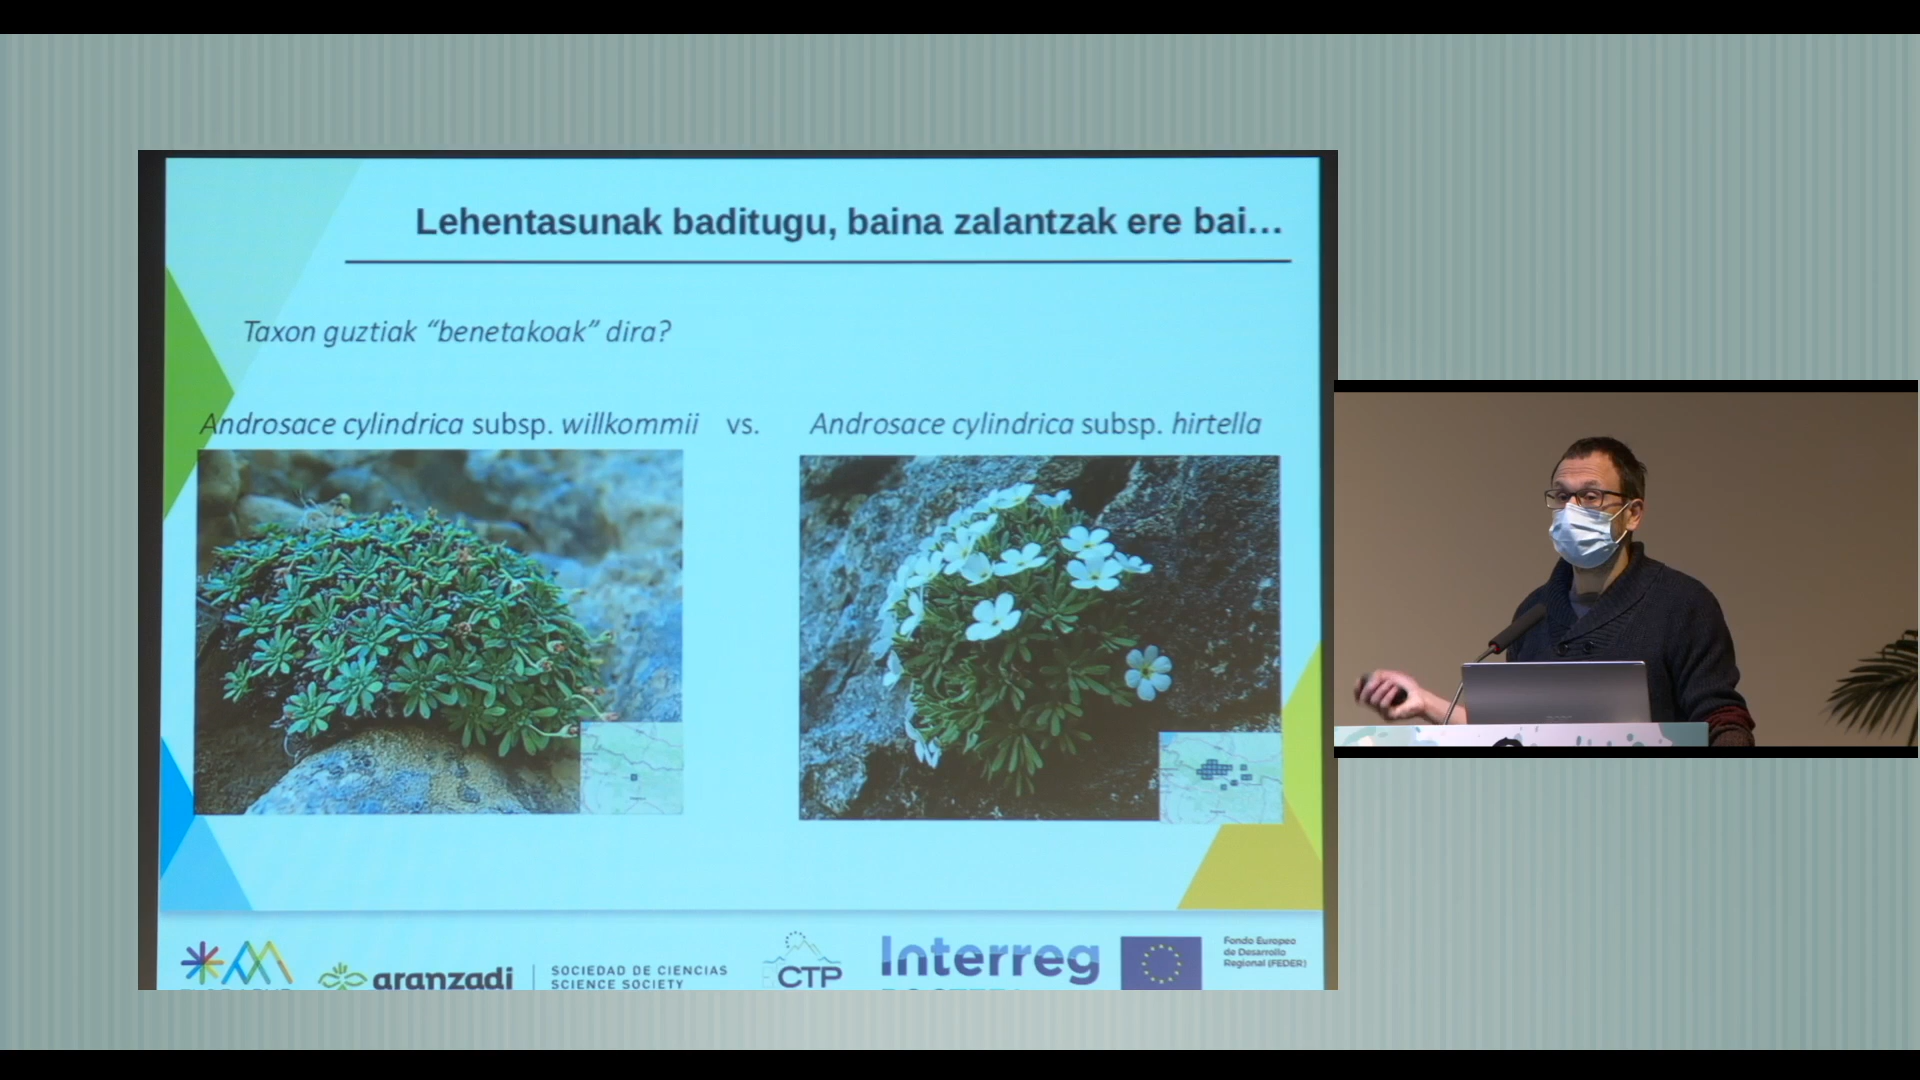 Lehentasunak baditugu, baina zalantzak ere bai...
Taxon guztiak “benetakoak” dira?
Androsace cylindrica subsp. willkommii vs. Androsace cylindrica subsp. hirtella
aranzadi
SOCIEDAD DE CIENCIAS
SCIENCE SOCIETY
CTP
Interreg
Fondo Europeo
de Desarrollo
Regional (FEDER)